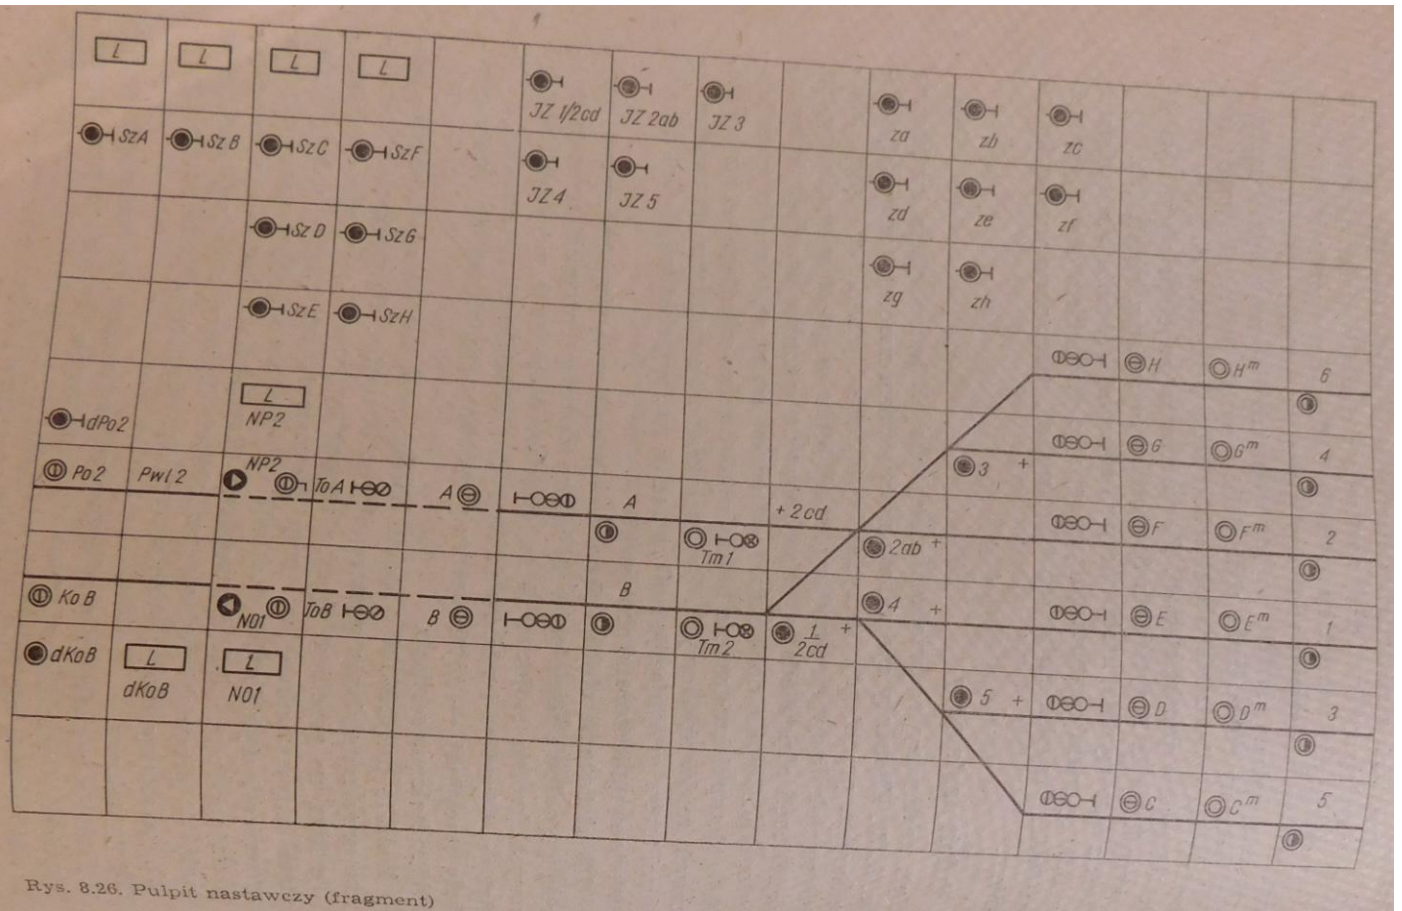 L L L L
JZ 1/2cd JZ 2ab JZ 3 za zb zc
SzA SzB SzC SzF
JZ 4 JZ 5 zd ze zf
SzD SzG
zg zh
SzE SzH
H H^m 6
L
dPo2 NP2
G G^m 4
3 +
Po2 Pwl2 NP2 ToA A A + 2cd
F F^m 2
Tm1 2ab +
B 4 +
KoB N01 ToB B E E^m 1
Tm2 1/2cd +
dKoB L L
dKoB N01
5 + D D^m 3
C C^m 5
Rys. 8.26. Pulpit nastawczy (fragment)